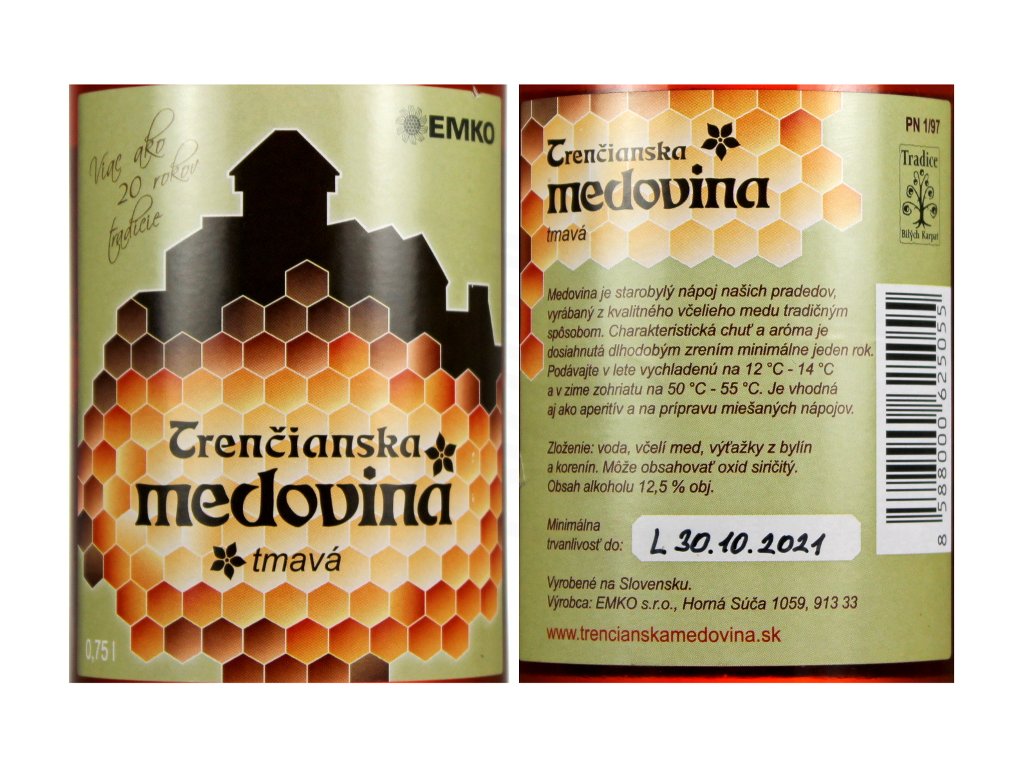 Viac ako
20 rokov
tradície
EMKO
Trenčianska
medovina
tmavá
0,75 l
Trenčianska
medovina
tmavá
PN 1/97
Tradice
Bílých Karpat
Medovina je starobylý nápoj našich pradedov,
vyrábaný z kvalitného včelieho medu tradičným
spôsobom. Charakteristická chuť a aróma je
dosiahnutá dlhodobým zrením minimálne jeden rok.
Podávajte v lete vychladenú na 12 °C - 14 °C
a v zime zohriatu na 50 °C - 55 °C. Je vhodná
aj ako aperitív a na prípravu miešaných nápojov.
Zloženie: voda, včelí med, výťažky z bylín
a korenín. Môže obsahovať oxid siričitý.
Obsah alkoholu 12,5 % obj.
Minimálna
trvanlivosť do: L 30.10.2021
Vyrobené na Slovensku.
Výrobca: EMKO s.r.o., Horná Súča 1059, 913 33
www.trencianskamedovina.sk
8 588000 625055